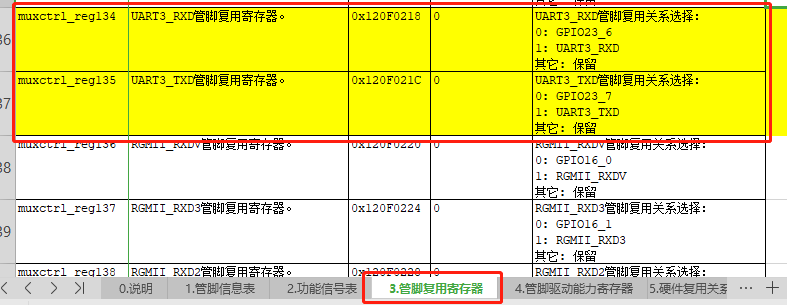 36
muxctrl_reg134 UART3_RXD管脚复用寄存器。 0x120F0218 0 UART3_RXD管脚复用关系选择:
0: GPIO23_6
1: UART3_RXD
其它: 保留
37
muxctrl_reg135 UART3_TXD管脚复用寄存器。 0x120F021C 0 UART3_TXD管脚复用关系选择:
0: GPIO23_7
1: UART3_TXD
其它: 保留
38
muxctrl_reg136 RGMII_RXDV管脚复用寄存器。 0x120F0220 0 RGMII_RXDV管脚复用关系选择:
0: GPIO16_0
1: RGMII_RXDV
其它: 保留
39
muxctrl_reg137 RGMII_RXD3管脚复用寄存器。 0x120F0224 0 RGMII_RXD3管脚复用关系选择:
0: GPIO16_1
1: RGMII_RXD3
其它: 保留
muxctrl_reg138 RGMII_RXD2管脚复用寄存器。 0x120F0228 0 RGMII_RXD2管脚复用关系选择:
0.说明 1.管脚信息表 2.功能信号表 3.管脚复用寄存器 4.管脚驱动能力寄存器 5.硬件复用关系 ···